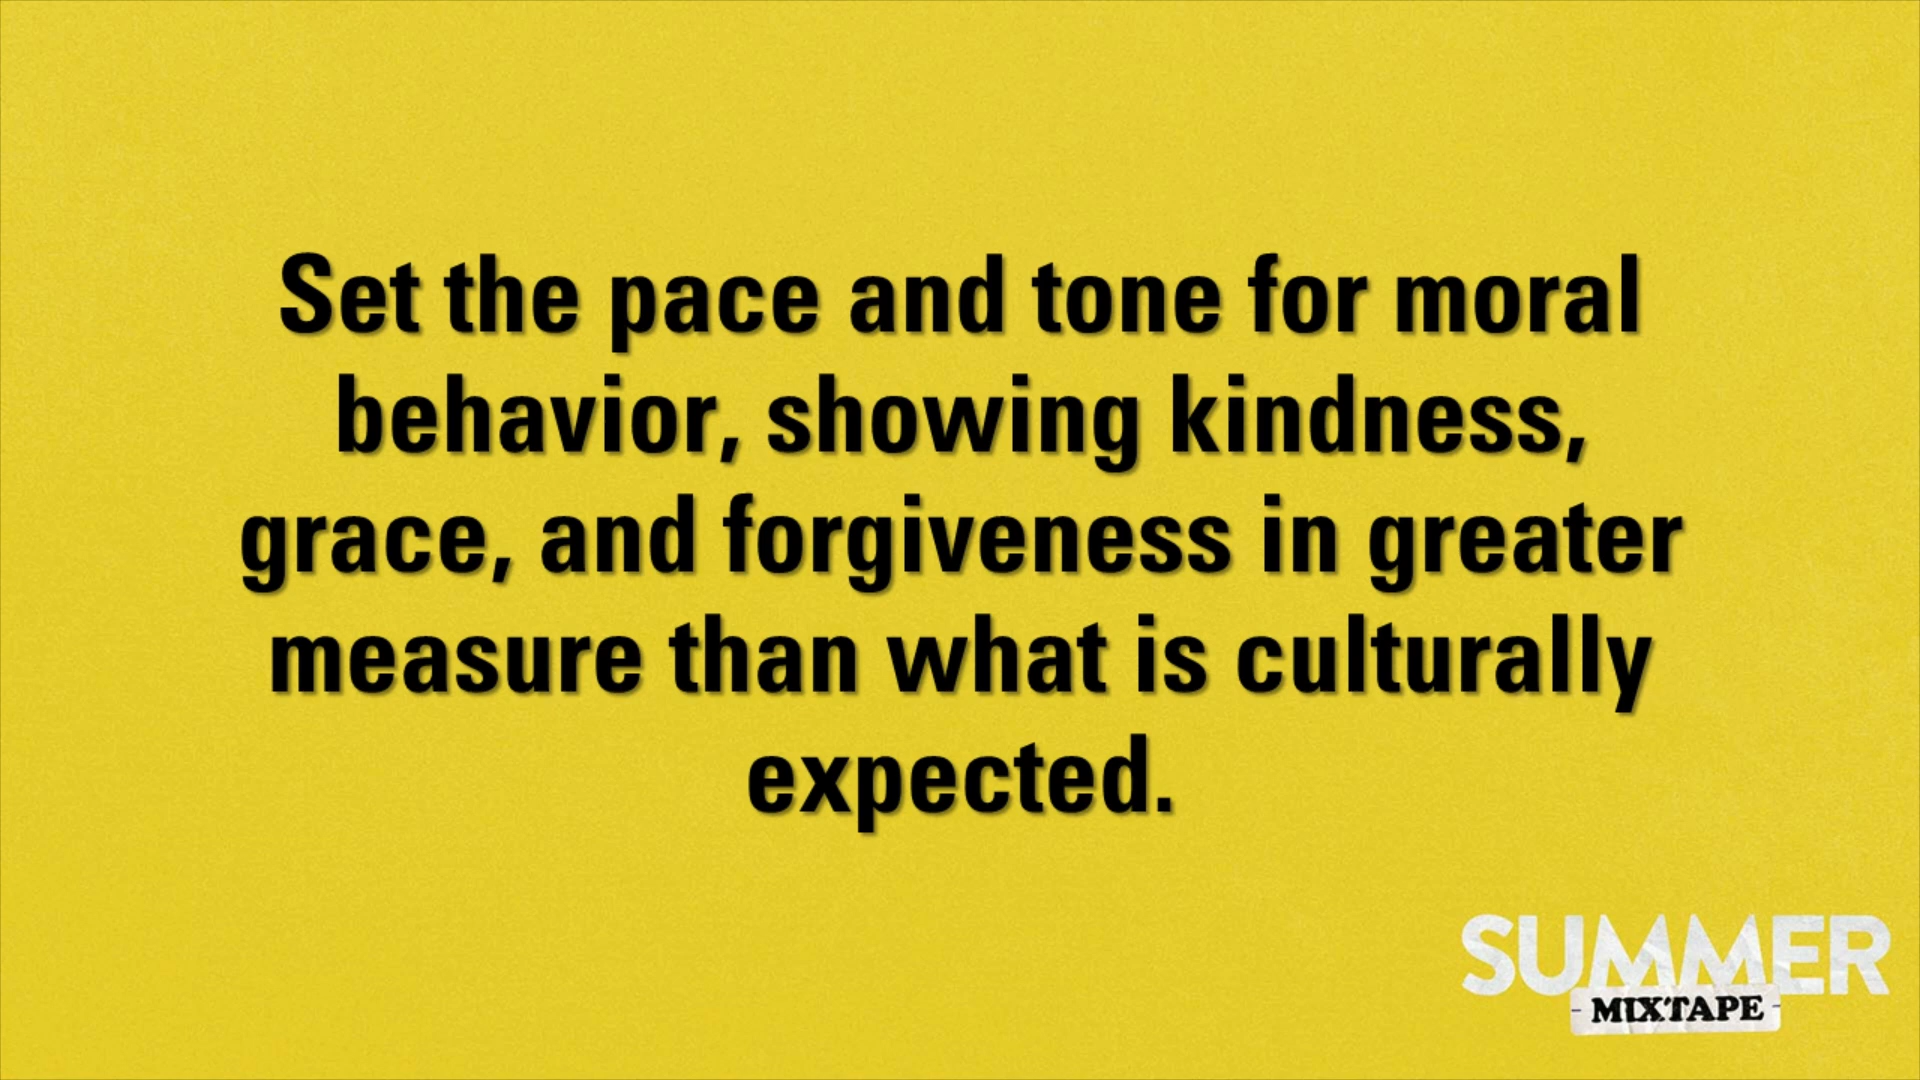 Set the pace and tone for moral
behavior, showing kindness,
grace, and forgiveness in greater
measure than what is culturally
expected.
SUMMER
- MIXTAPE -